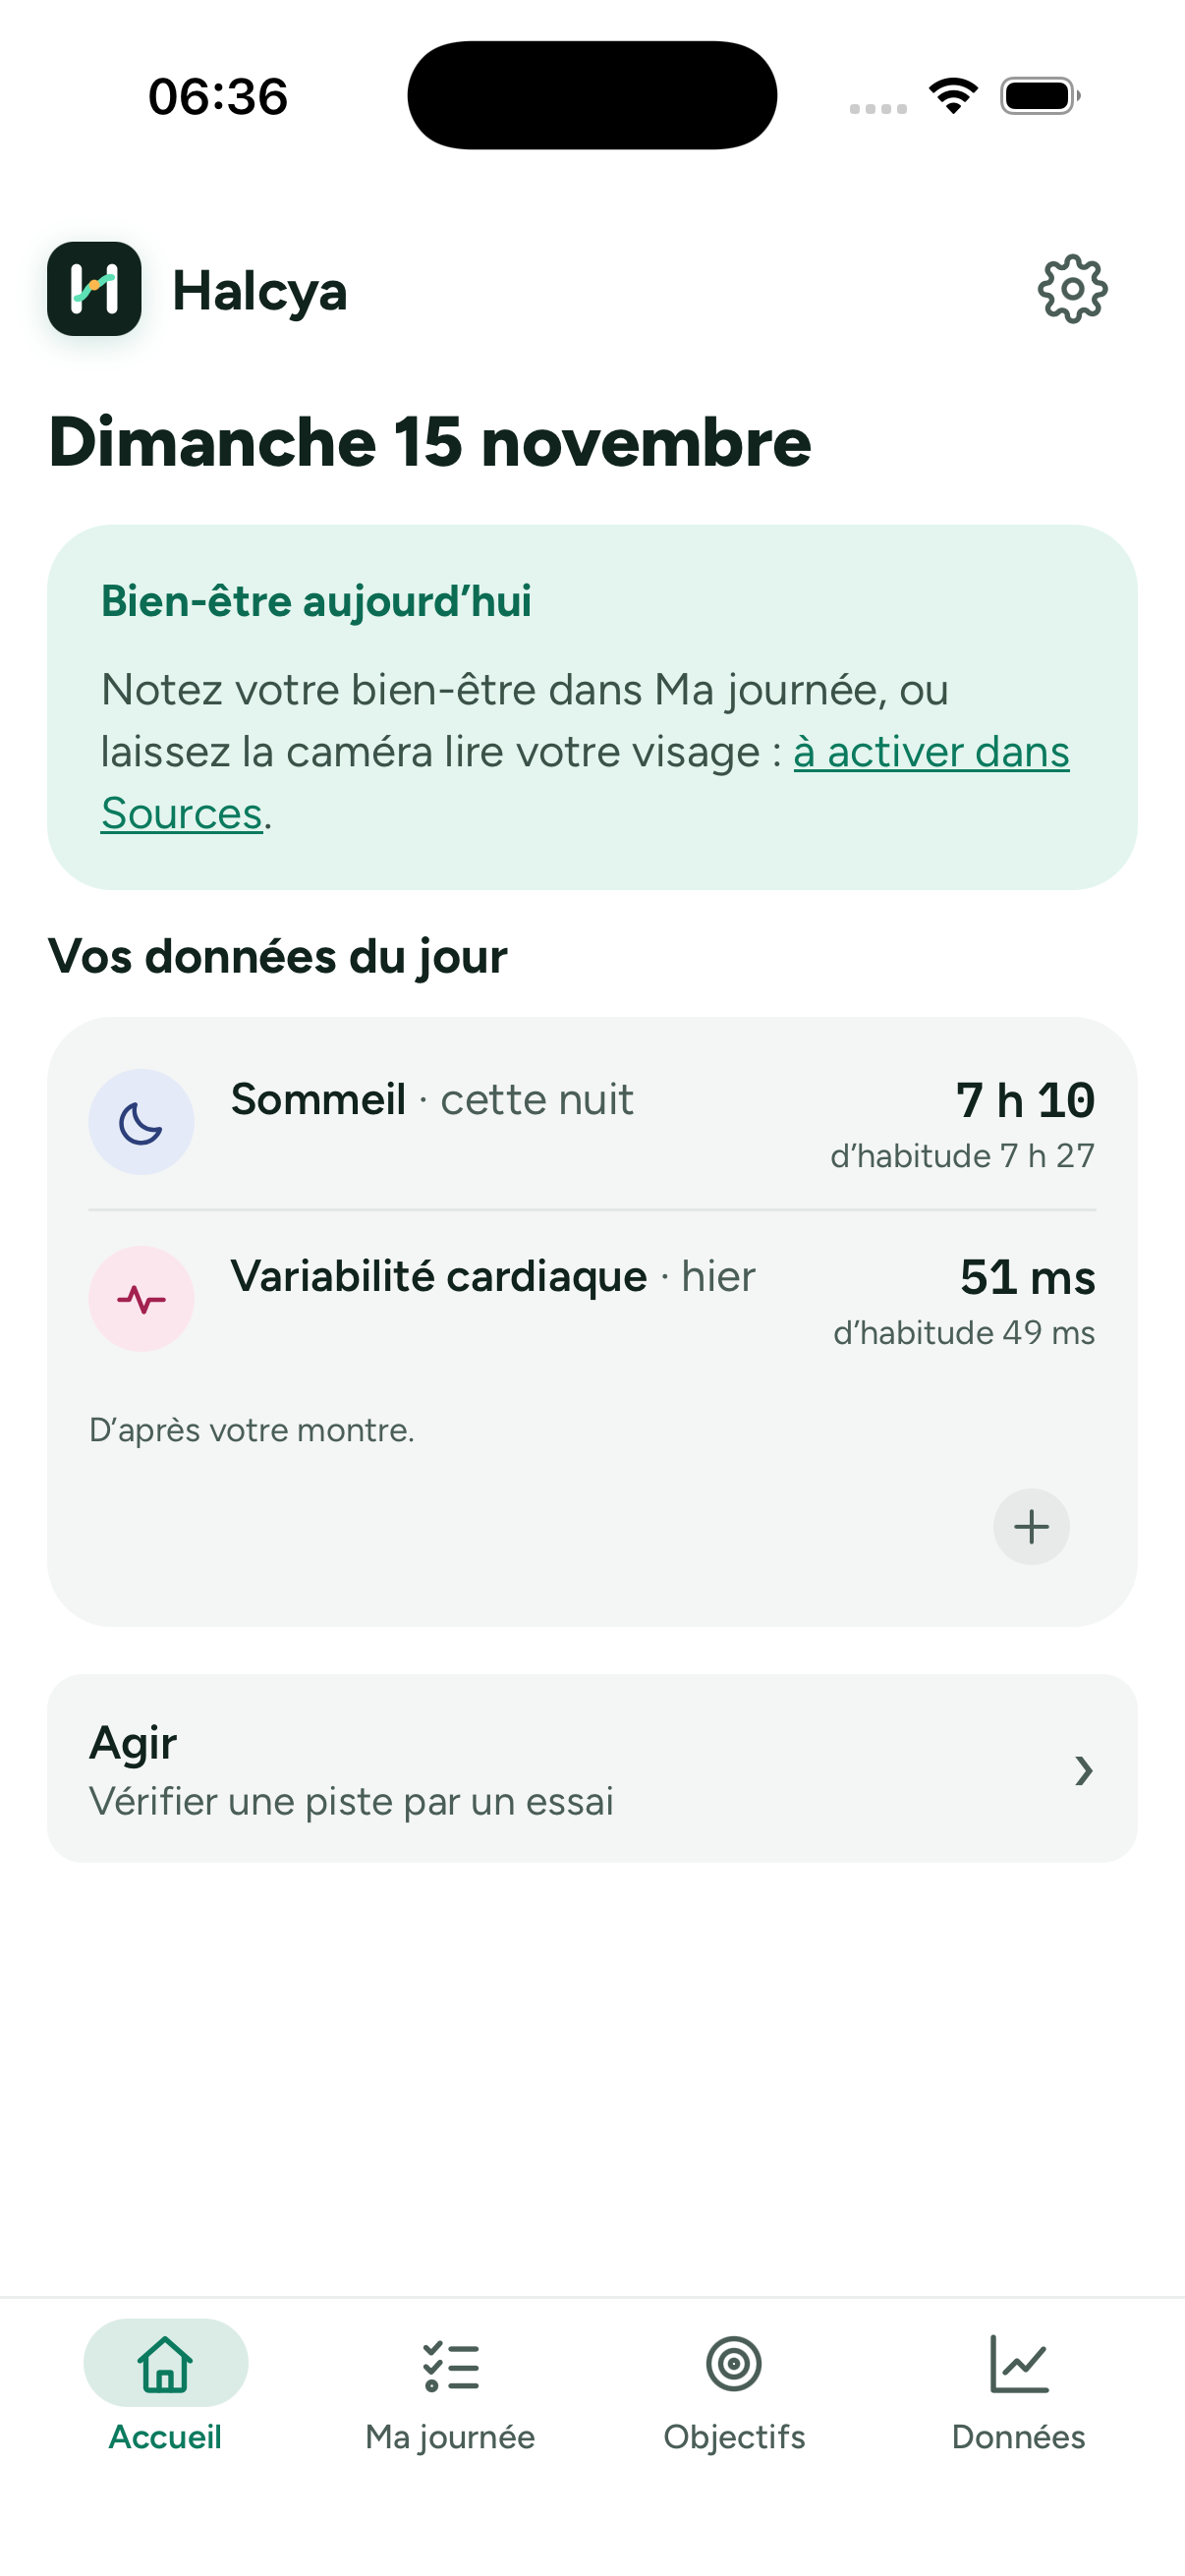 06:36
Halcya
Dimanche 15 novembre
Bien-être aujourd’hui
Notez votre bien-être dans Ma journée, ou
laissez la caméra lire votre visage : à activer dans
Sources.
Vos données du jour
Sommeil · cette nuit
7 h 10
d’habitude 7 h 27
Variabilité cardiaque · hier
51 ms
d’habitude 49 ms
D’après votre montre.
Agir
Vérifier une piste par un essai
Accueil
Ma journée
Objectifs
Données